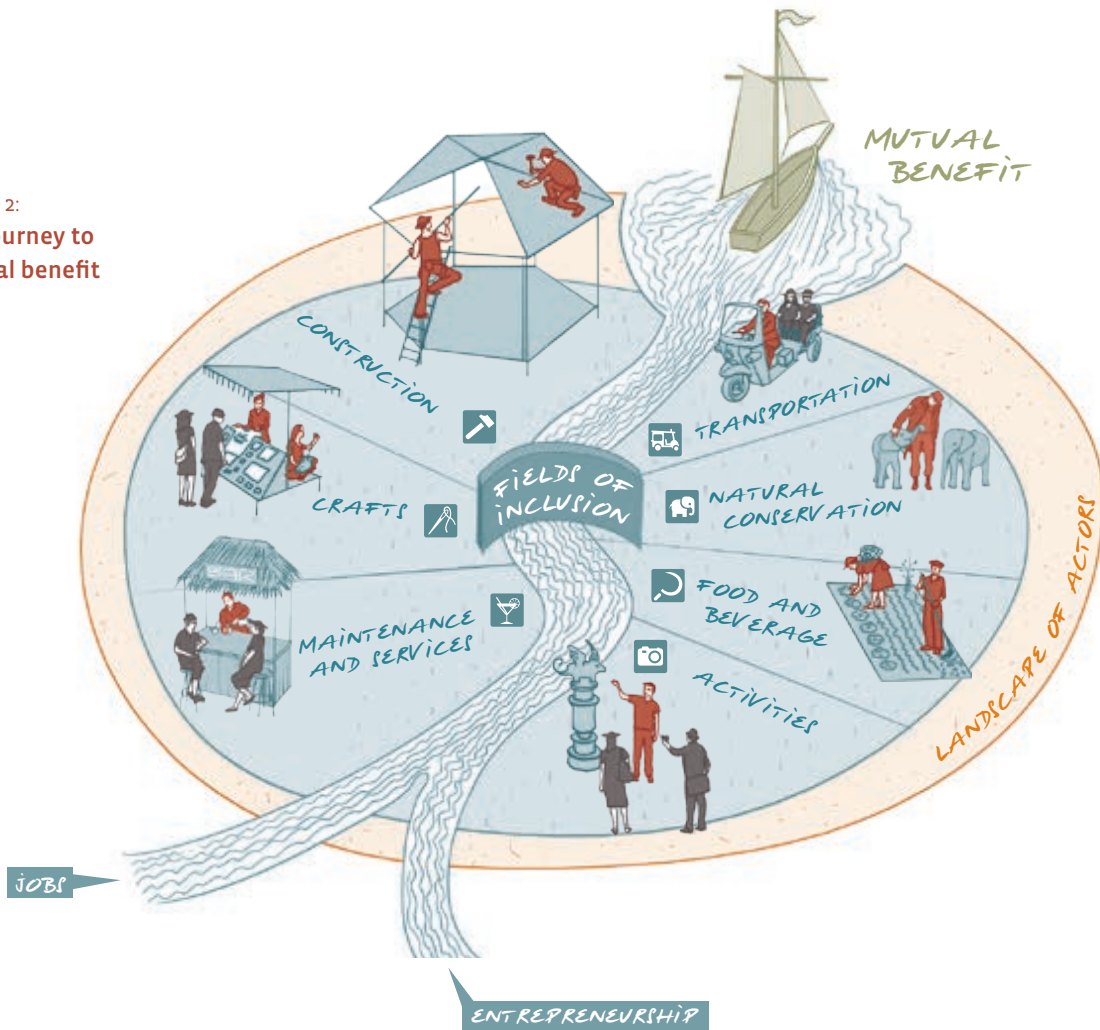 2:
ourney to
al benefit
MUTUAL
BENEFIT
CONSTRUCTION
TRANSPORTATION
FIELDS OF
INCLUSION
CRAFTS
NATURAL
CONSERVATION
MAINTENANCE
AND SERVICES
FOOD AND
BEVERAGE
ACTIVITIES
LANDSCAPE OF ACTORS
JOBS
ENTREPRENEURSHIP